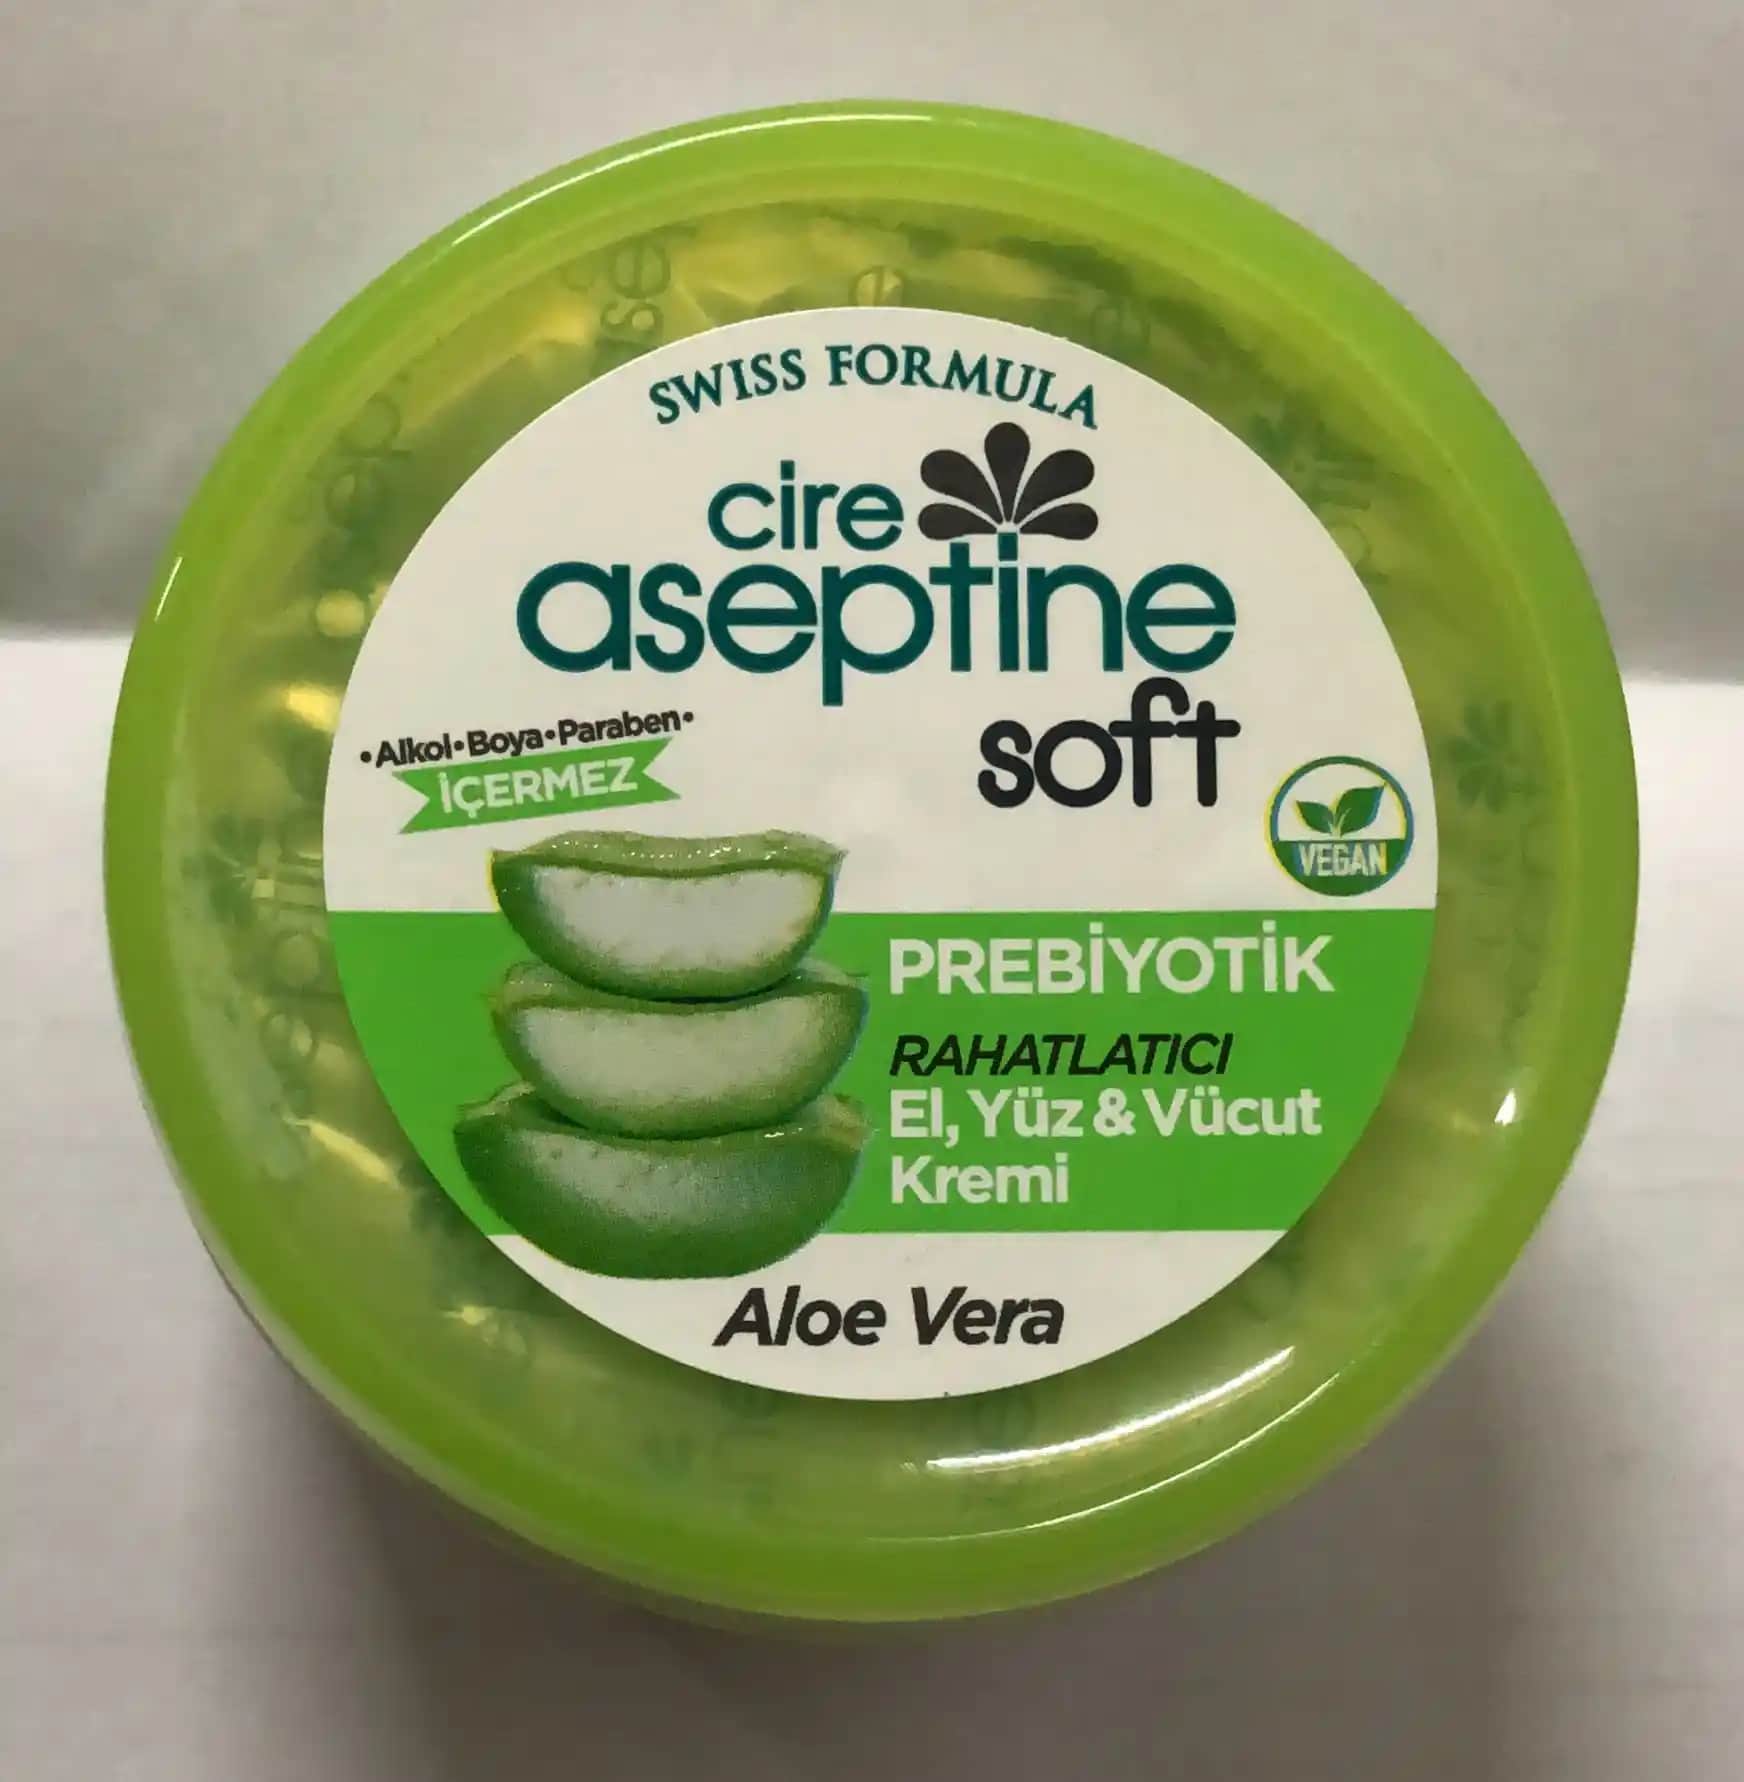 SWISS FORMULA
cire
aseptine
soft
•Alkol•Boya•Paraben•
İÇERMEZ
VEGAN
PREBİYOTİK
RAHATLATICI
El, Yüz & Vücut
Kremi
Aloe Vera